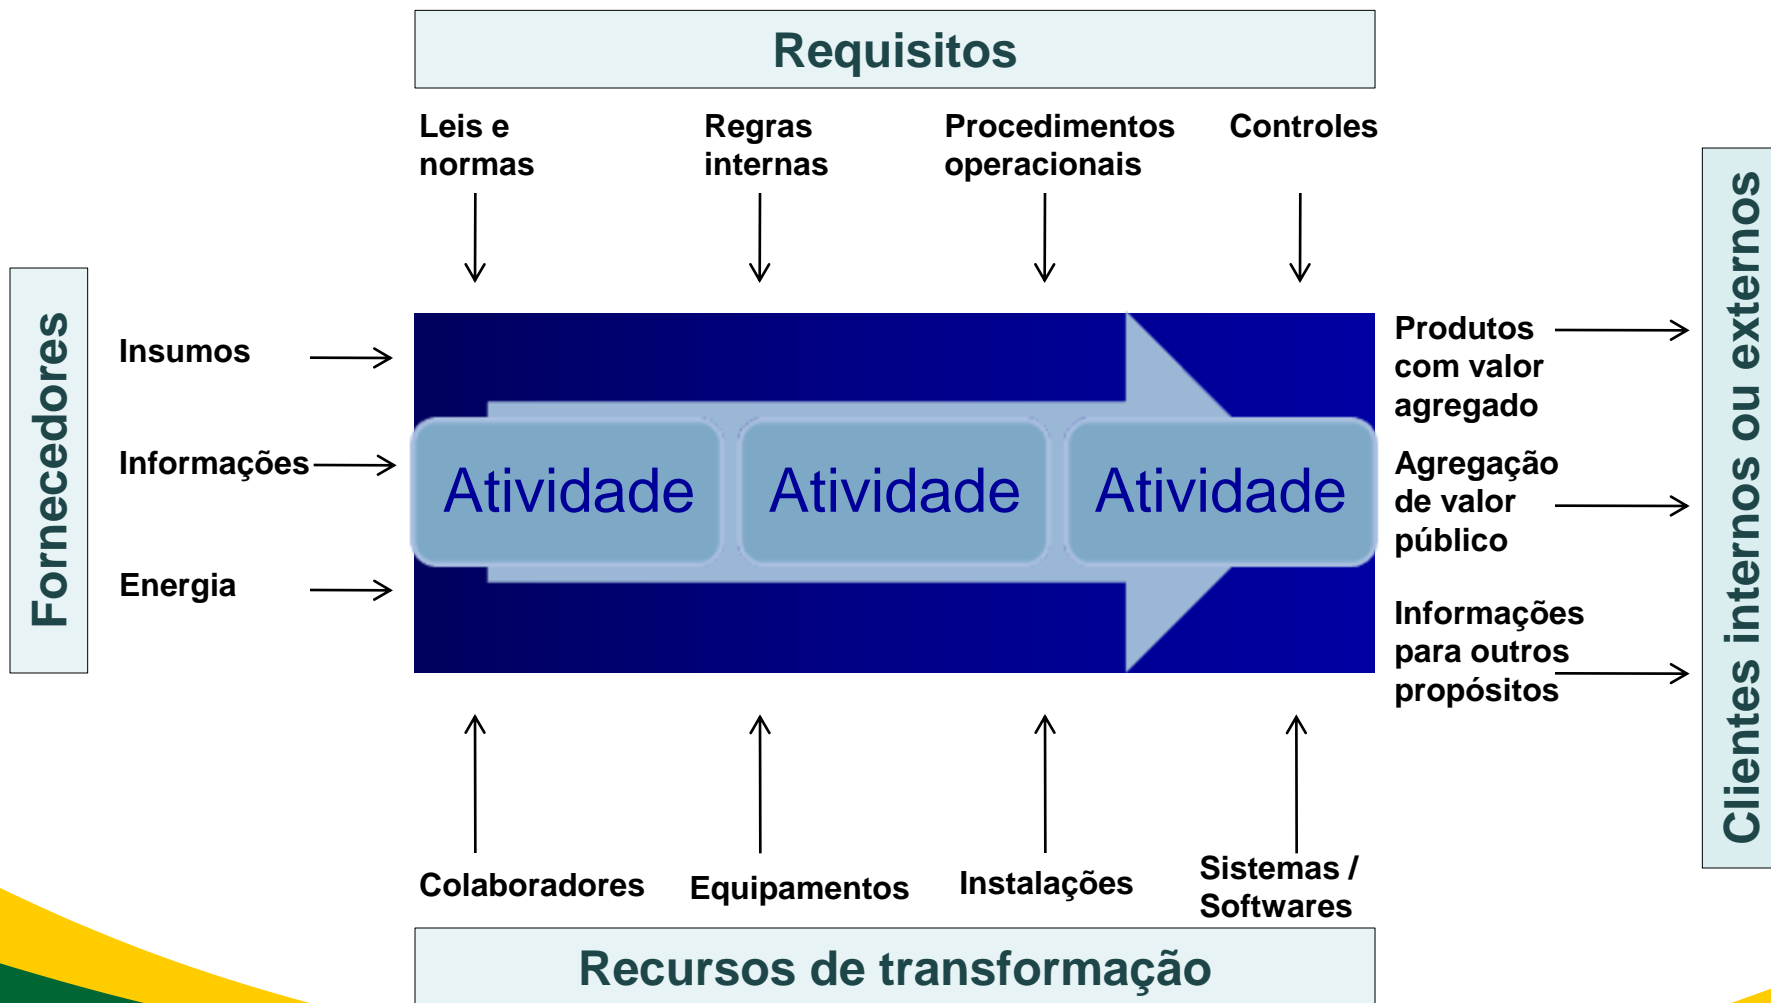 Requisitos
Leis e
normas
Regras
internas
Procedimentos
operacionais
Controles
Fornecedores
Insumos
Informações
Energia
Atividade
Atividade
Atividade
Produtos
com valor
agregado
Agregação
de valor
público
Informações
para outros
propósitos
Clientes internos ou externos
Colaboradores
Equipamentos
Instalações
Sistemas /
Softwares
Recursos de transformação